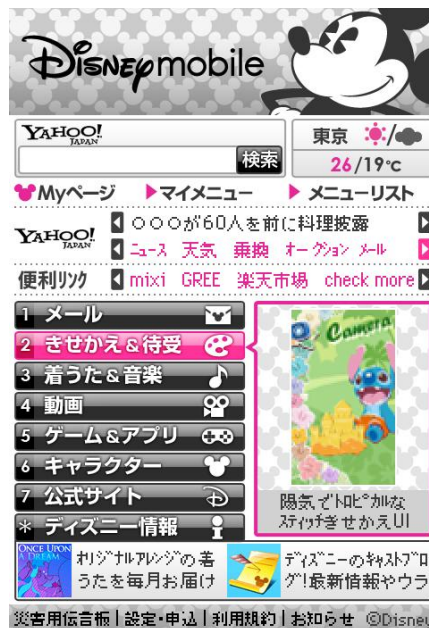 Disney mobile
YAHOO!
JAPAN
検索
東京 /
26/19℃
Myページ マイメニュー メニューリスト
YAHOO!
JAPAN
○○○が60人を前に料理披露
ニュース 天気 乗換 オークション メール
便利リンク mixi GREE 楽天市場 check more
1 メール
2 きせかえ&待受
3 着うた&音楽
4 動画
5 ゲーム&アプリ
6 キャラクター
7 公式サイト
* ディズニー情報
Camera
陽気でトロピカルな
スティッチきせかえUI
ONCE UPON
A DREAM
オリジナルアレンジの着
うたを毎月お届け
ディズニーのキャストブロ
グ!最新情報やウラ
災害用伝言板|設定・申込|利用規約|お知らせ ©Disney